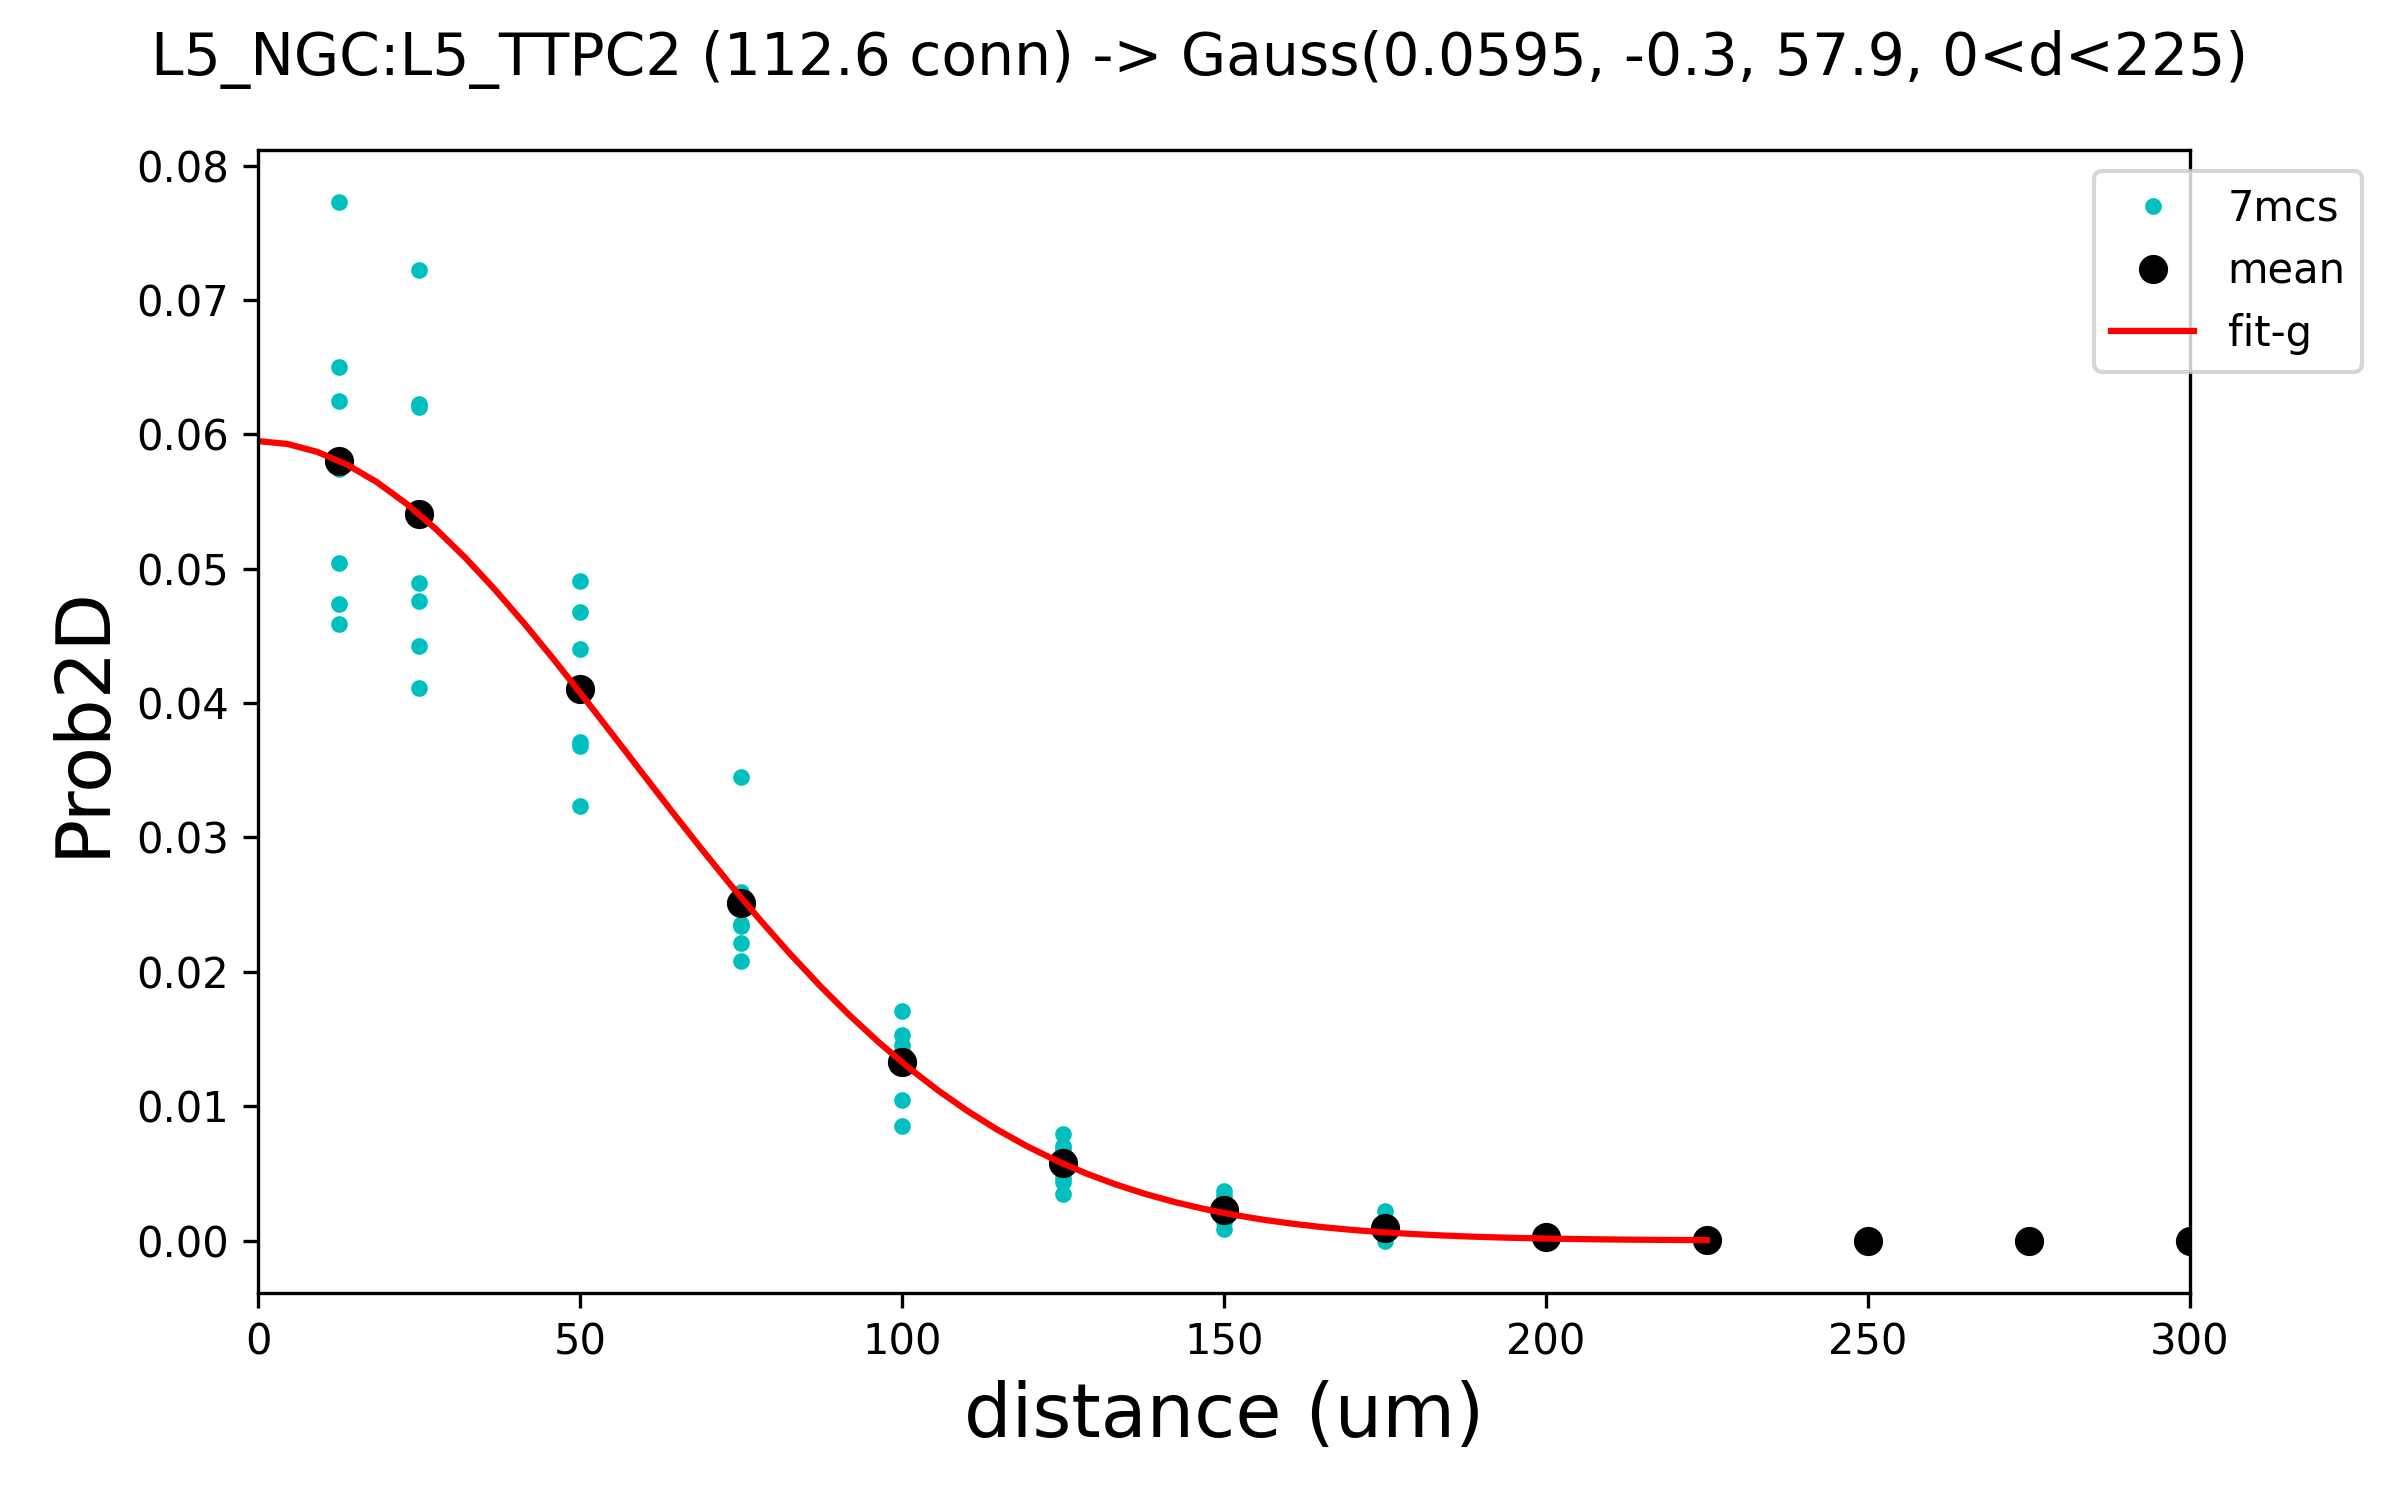 L5_NGC:L5_TTPC2 (112.6 conn) -> Gauss(0.0595, -0.3, 57.9, 0<d<225)
0.08
0.07
0.06
0.05
0.04
0.03
0.02
0.01
0.00
Prob2D
7mcs
mean
fit-g
0 50 100 150 200 250 300
distance (um)